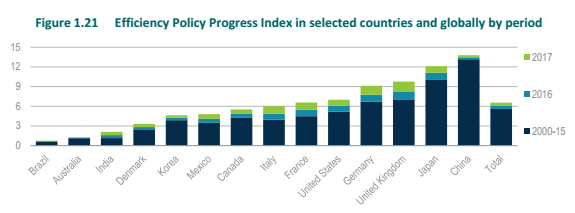 Figure 1.21 Efficiency Policy Progress Index in selected countries and globally by period
15
12
9
6
3
0
2017
2016
2000-15
Brazil
Australia
India
Denmark
Korea
Mexico
Canada
Italy
France
United States
Germany
United Kingdom
Japan
China
Total